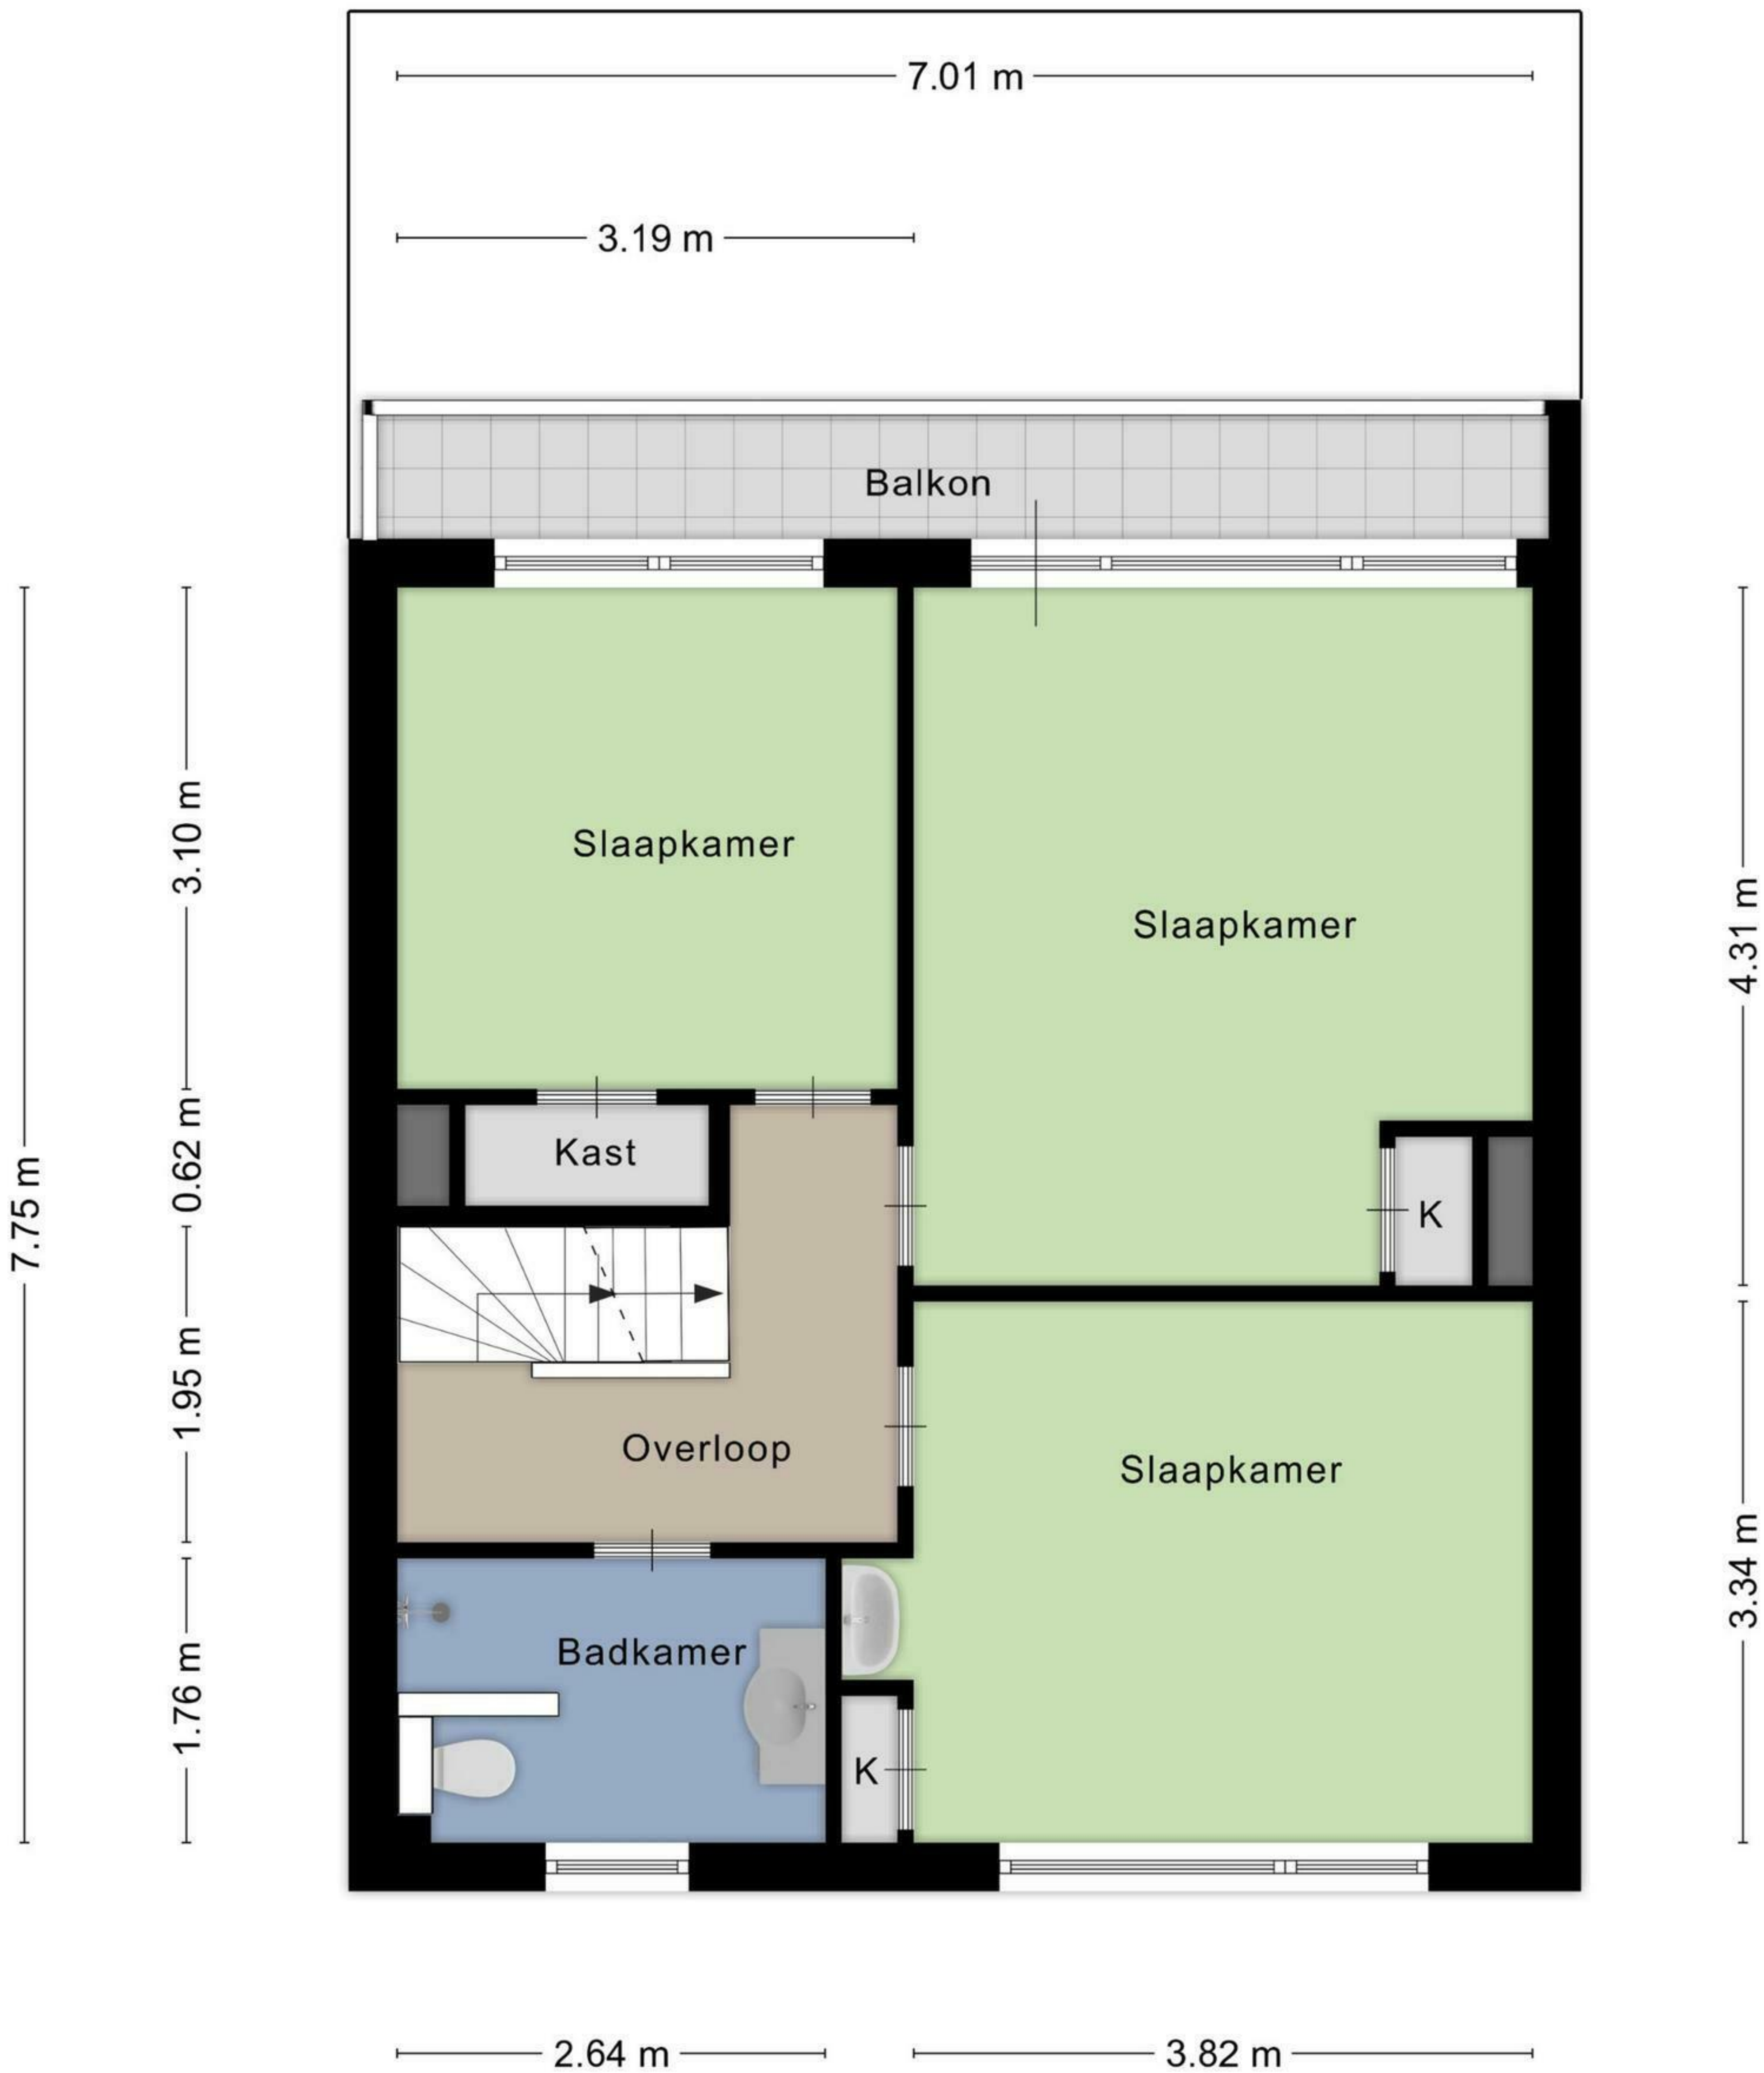 7.01 m
3.19 m
Balkon
3.10 m
Slaapkamer
Slaapkamer
4.31 m
0.62 m
Kast
7.75 m
K
1.95 m
Overloop
Slaapkamer
3.34 m
1.76 m
Badkamer
K
2.64 m
3.82 m